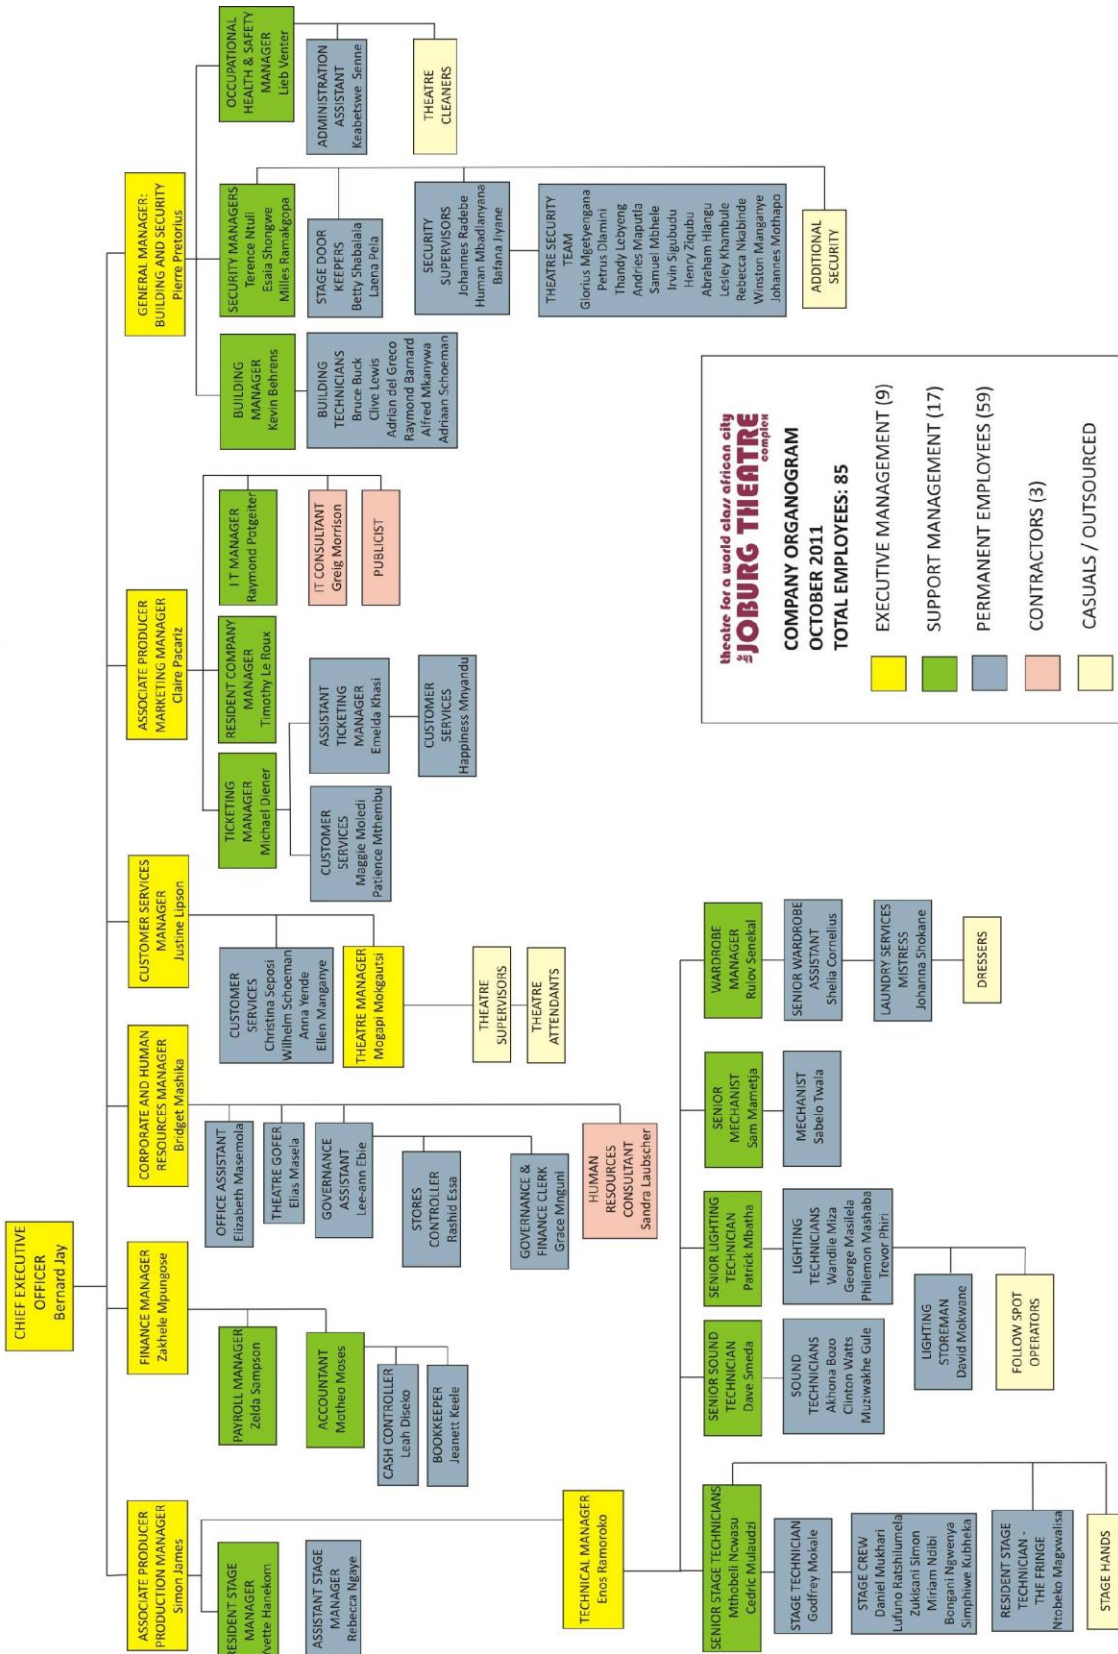 CHIEF EXECUTIVE
OFFICER
Bernard Jay
ASSOCIATE PRODUCER
PRODUCTION MANAGER
Simon James
RESIDENT STAGE
MANAGER
Yvette Hanekom
ASSISTANT STAGE
MANAGER
Rebecca Ngaye
TECHNICAL MANAGER
Enos Ramoroko
SENIOR STAGE TECHNICIANS
Mthobeli Nowasu
Cedric Mulaudzi
STAGE TECHNICIAN
Godfrey Mokale
STAGE CREW
Daniel Mukhari
Lufuno Ratshilumela
Zukisani Simon
Miriam Ndibi
Bongani Ngwenya
Simphiwe Kubheka
RESIDENT STAGE
TECHNICIAN -
THE FRINGE
Ntobeko Magxwalisa
STAGE HANDS
SENIOR SOUND
TECHNICIAN
Dave Smeda
SOUND
TECHNICIANS
Akhona Bozo
Clinton Watts
Muziwakhe Gule
SENIOR LIGHTING
TECHNICIAN
Patrick Mbatha
LIGHTING
TECHNICIANS
Wandile Miza
George Masilela
Philemon Mashaba
Trevor Phiri
LIGHTING
STOREMAN
David Mokwane
FOLLOW SPOT
OPERATORS
SENIOR
MECHANIST
Sam Mametja
MECHANIST
Sabelo Twala
WARDROBE
MANAGER
Ruiov Senekal
SENIOR WARDROBE
ASSISTANT
Shelia Cornelius
LAUNDRY SERVICES
MISTRESS
Johanna Shokane
DRESSERS
FINANCE MANAGER
Zakhele Mpungose
PAYROLL MANAGER
Zelda Sampson
ACCOUNTANT
Motheo Moses
CASH CONTROLLER
Leah Diseko
BOOKKEEPER
Jeanett Keele
CORPORATE AND HUMAN
RESOURCES MANAGER
Bridget Mashika
OFFICE ASSISTANT
Elizabeth Masemola
THEATRE GOFER
Elias Masela
GOVERNANCE
ASSISTANT
Lee-ann Ebie
STORES
CONTROLLER
Rashid Essa
GOVERNANCE &
FINANCE CLERK
Grace Mnguni
HUMAN
RESOURCES
CONSULTANT
Sandra Laubscher
CUSTOMER SERVICES
MANAGER
Justine Lipson
CUSTOMER
SERVICES
Christina Seposi
Wilhelm Schoeman
Anna Yende
Ellen Manganye
THEATRE MANAGER
Mogapi Mokgautsi
THEATRE
SUPERVISORS
THEATRE
ATTENDANTS
ASSOCIATE PRODUCER
MARKETING MANAGER
Claire Pacariz
TICKETING
MANAGER
Michael Diener
CUSTOMER
SERVICES
Maggie Moledi
Patience Mthembu
ASSISTANT
TICKETING
MANAGER
Emelda Khasi
CUSTOMER
SERVICES
Happiness Mnyandu
RESIDENT COMPANY
MANAGER
Timothy Le Roux
I T MANAGER
Raymond Potgeiter
IT CONSULTANT
Greig Morrison
PUBLICIST
GENERAL MANAGER:
BUILDING AND SECURITY
Pierre Pretorius
BUILDING
MANAGER
Kevin Behrens
BUILDING
TECHNICIANS
Bruce Buck
Clive Lewis
Adrian del Greco
Raymond Barnard
Alfred Mkanywa
Adriaan Schoeman
SECURITY MANAGERS
Terence Ntuli
Esaia Shongwe
Milles Ramakgopa
STAGE DOOR
KEEPERS
Betty Shabalala
Laena Pela
SECURITY
SUPERVISORS
Johannes Radebe
Human Mbadlanyana
Bafana Jiyane
THEATRE SECURITY
TEAM
Glorius Mgetyengana
Petrus Dlamini
Thandy Lebyeng
Andries Maputla
Samuel Mbhele
Irvin Sigubudu
Henry Ziqubu
Abraham Hlangu
Lesley Khambule
Rebecca Nkabinde
Winston Manganye
Johannes Mothapo
ADDITIONAL
SECURITY
OCCUPATIONAL
HEALTH & SAFETY
MANAGER
Lieb Venter
ADMINISTRATION
ASSISTANT
Keabetswe Senne
THEATRE
CLEANERS
theatre for a world class african city
the JOBURG THEATRE
complex
COMPANY ORGANOGRAM
OCTOBER 2011
TOTAL EMPLOYEES: 85
EXECUTIVE MANAGEMENT (9)
SUPPORT MANAGEMENT (17)
PERMANENT EMPLOYEES (59)
CONTRACTORS (3)
CASUALS / OUTSOURCED